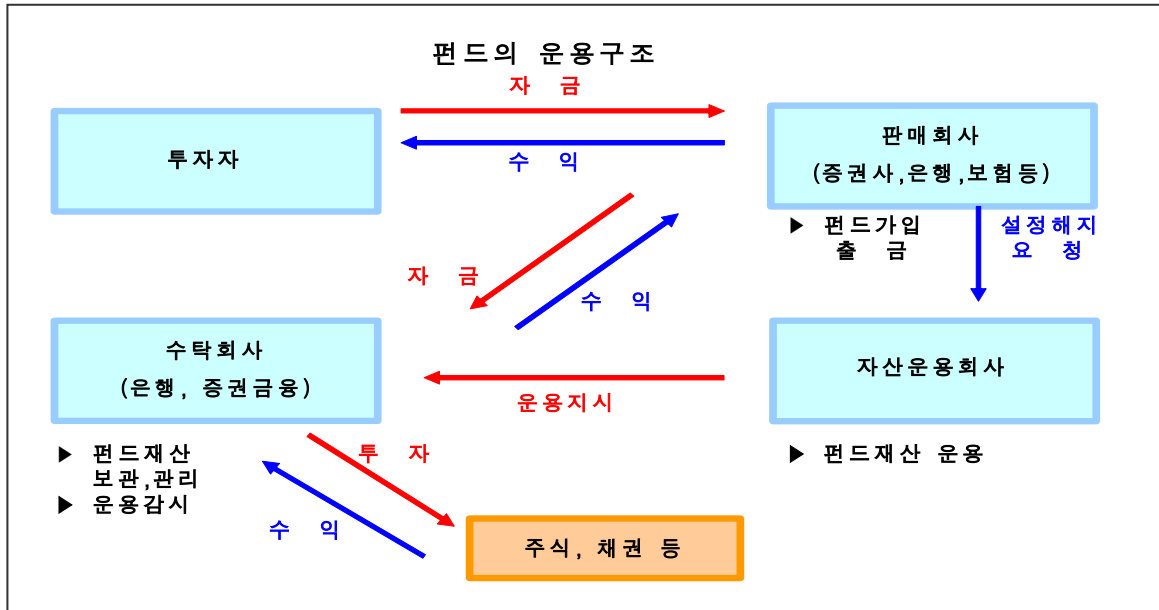 펀드의 운용구조
자 금
투자자
수 익
판매회사
(증권사,은행,보험등)
▶ 펀드가입
출 금
설정해지
요 청
자 금
수 익
수탁회사
(은행, 증권금융)
자산운용회사
운용지시
▶ 펀드재산
보관,관리
▶ 운용감시
투 자
▶ 펀드재산 운용
수 익
주식, 채권 등